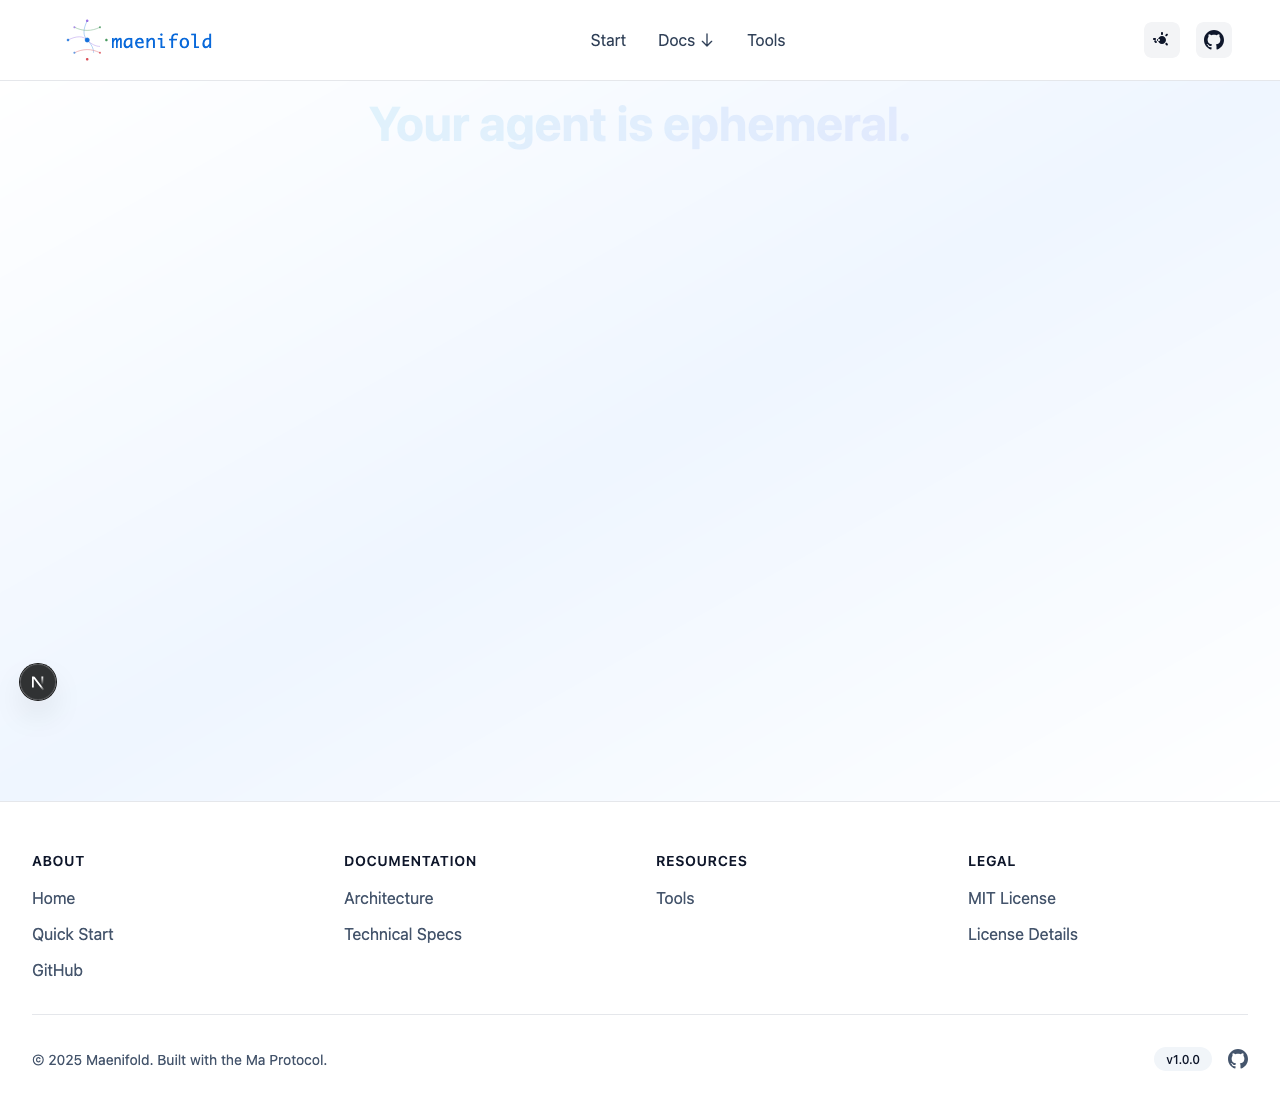 maenifold
Start
Docs ↓
Tools
Your agent is ephemeral.
N
ABOUT
Home
Quick Start
GitHub
DOCUMENTATION
Architecture
Technical Specs
RESOURCES
Tools
LEGAL
MIT License
License Details
© 2025 Maenifold. Built with the Ma Protocol.
v1.0.0